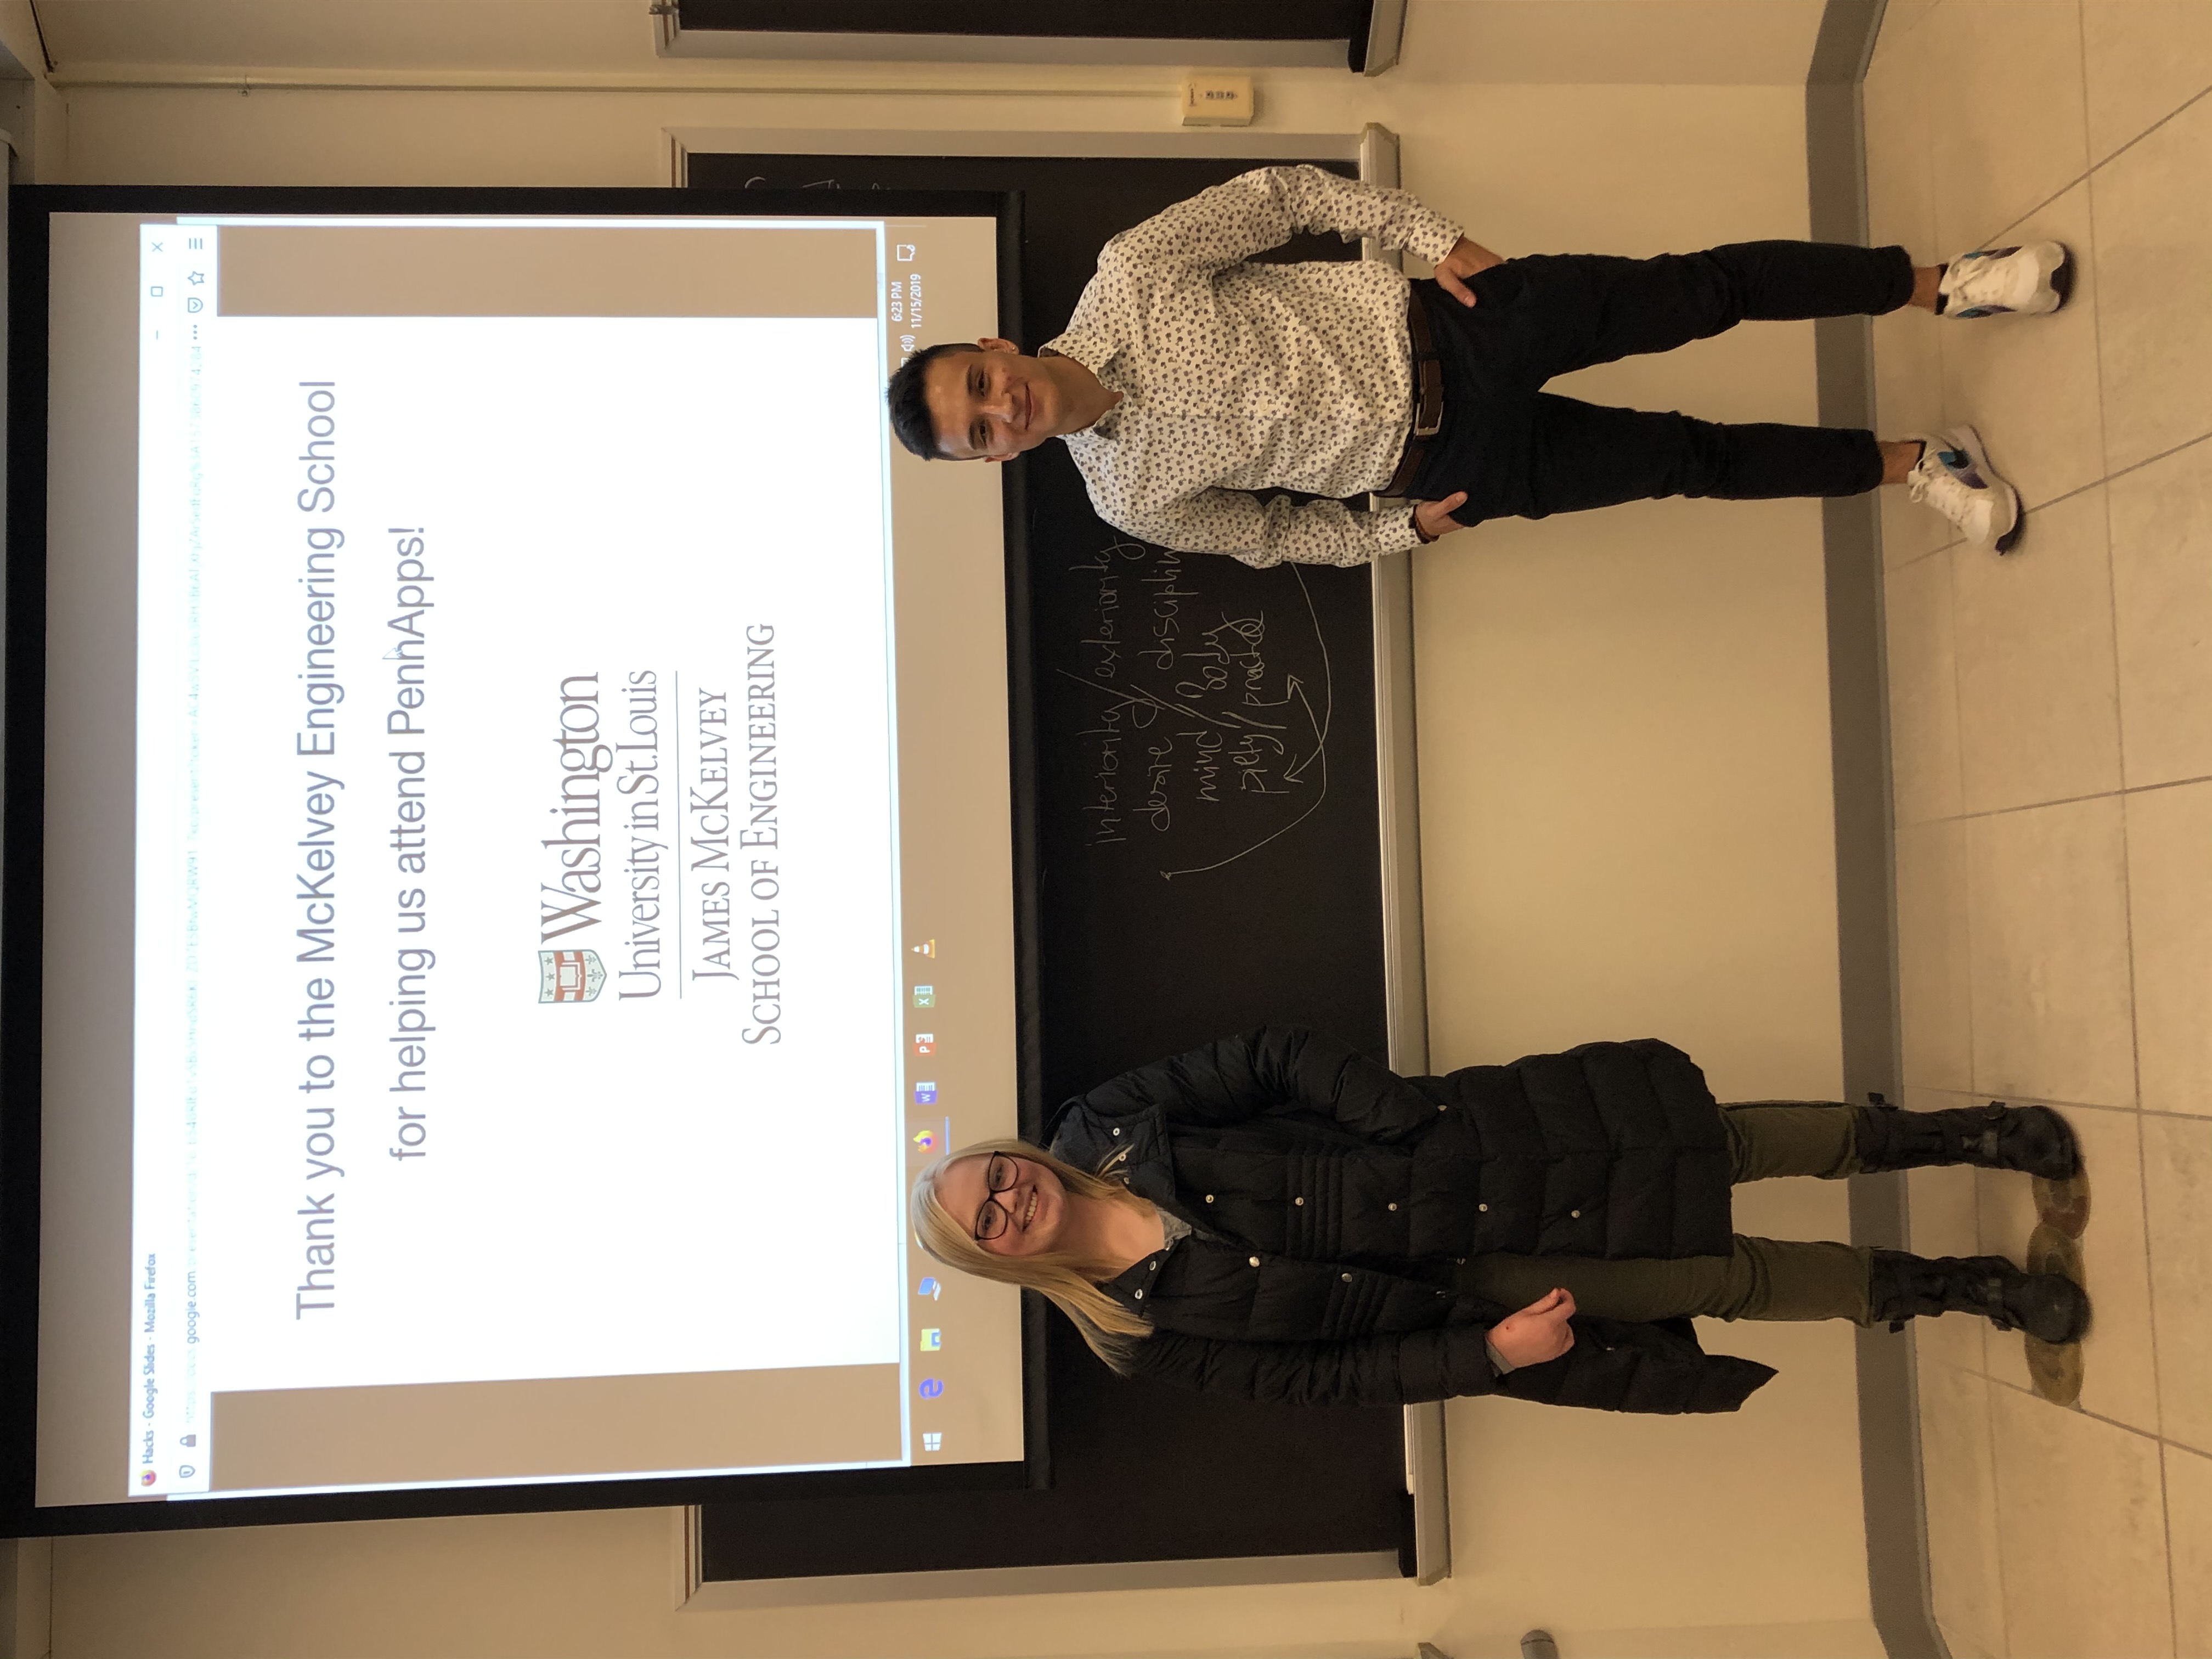 Hacks - Google Slides - Mozilla Firefox
google.com
Thank you to the McKelvey Engineering School
for helping us attend PennApps!
Washington
University in St. Louis
JAMES MCKELVEY
SCHOOL OF ENGINEERING
6:23 PM
11/15/2019
interiority / exteriority
desire / disciplin
mind / Body
piety / practice